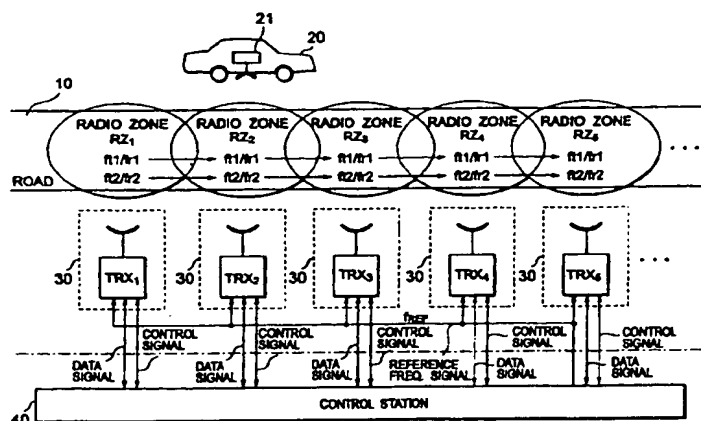 21
20
10
RADIO ZONE RZ1
RADIO ZONE RZ2
RADIO ZONE RZ3
RADIO ZONE RZ4
RADIO ZONE RZ5
ft1/fr1 ft1/fr1 ft1/fr1 ft1/fr1 ft1/fr1
ft2/fr2 ft2/fr2 ft2/fr2 ft2/fr2 ft2/fr2
...
ROAD
30 TRX1
30 TRX2
30 TRX3
30 TRX4
30 TRX5
...
fREF
CONTROL SIGNAL
CONTROL SIGNAL
CONTROL SIGNAL
CONTROL SIGNAL
CONTROL SIGNAL
DATA SIGNAL
DATA SIGNAL
DATA SIGNAL
REFERENCE FREQ. SIGNAL
DATA SIGNAL
DATA SIGNAL
40
CONTROL STATION